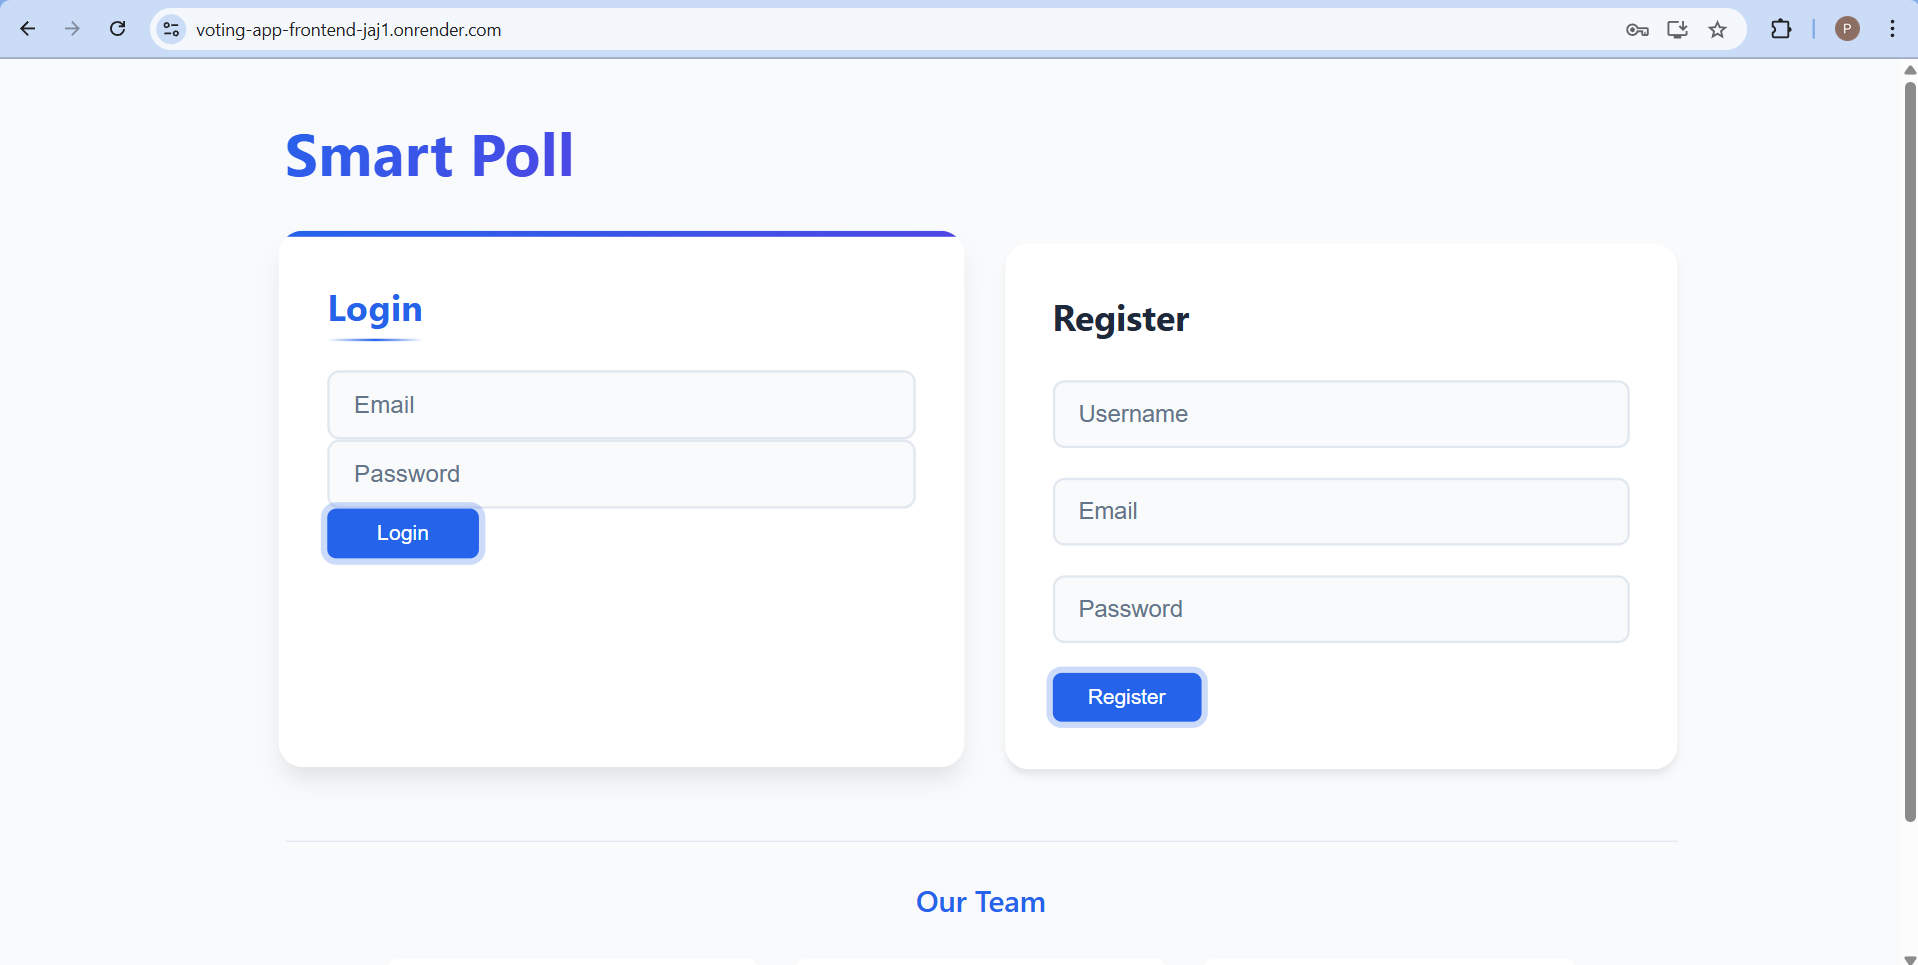 voting-app-frontend-jaj1.onrender.com
P
Smart Poll
Login
Email
Password
Login
Register
Username
Email
Password
Register
Our Team